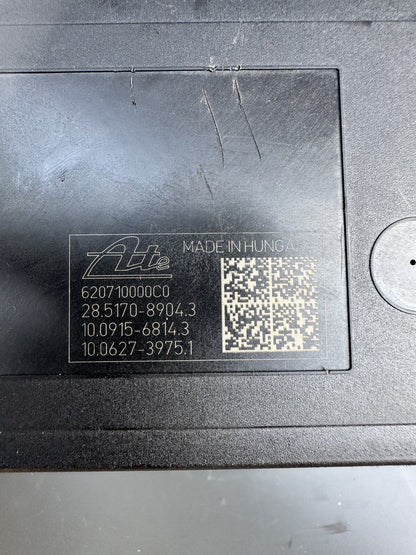 Ate MADE IN HUNGA
620710000C0
28.5170-8904.3
10.0915-6814.3
10.0627-3975.1